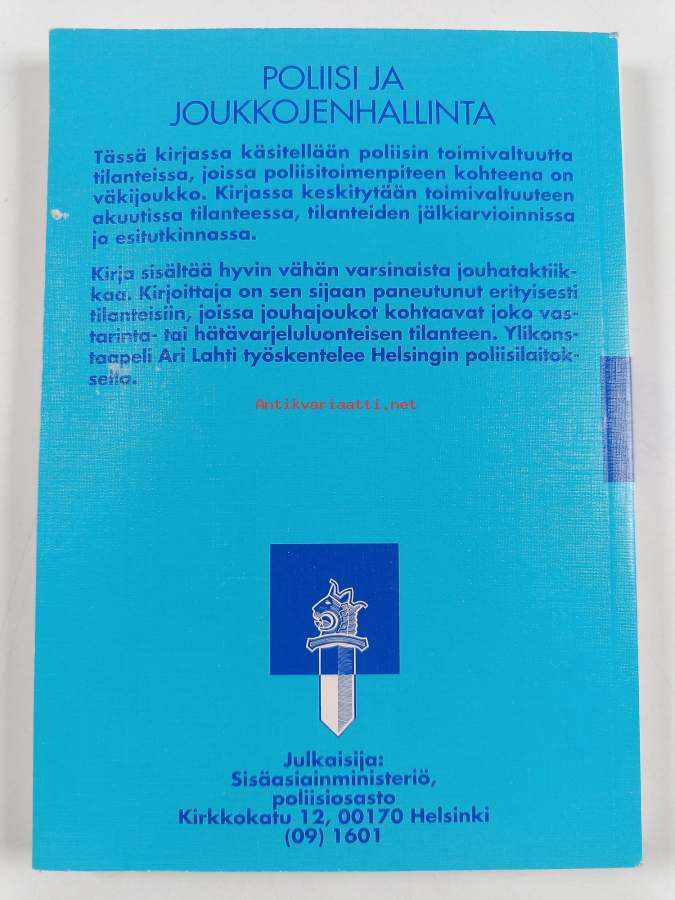 POLIISI JA
JOUKKOJENHALLINTA
Tässä kirjassa käsitellään poliisin toimivaltuutta
tilanteissa, joissa poliisitoimenpiteen kohteena on
väkijoukko. Kirjassa keskitytään toimivaltuuteen
akuutissa tilanteessa, tilanteiden jälkiarvioinnissa
ja esitutkinnassa.
Kirja sisältää hyvin vähän varsinaista jouhataktiik-
kaa. Kirjoittaja on sen sijaan paneutunut erityisesti
tilanteisiin, joissa jouhajoukot kohtaavat joko vas-
tarinta- tai hätävarjeluluonteisen tilanteen. Ylikons-
taapeli Ari Lahti työskentelee Helsingin poliisilaitok-
sella.
Antikvariaatti.net
Julkaisija:
Sisäasiainministeriö,
poliisiosasto
Kirkkokatu 12, 00170 Helsinki
(09) 1601